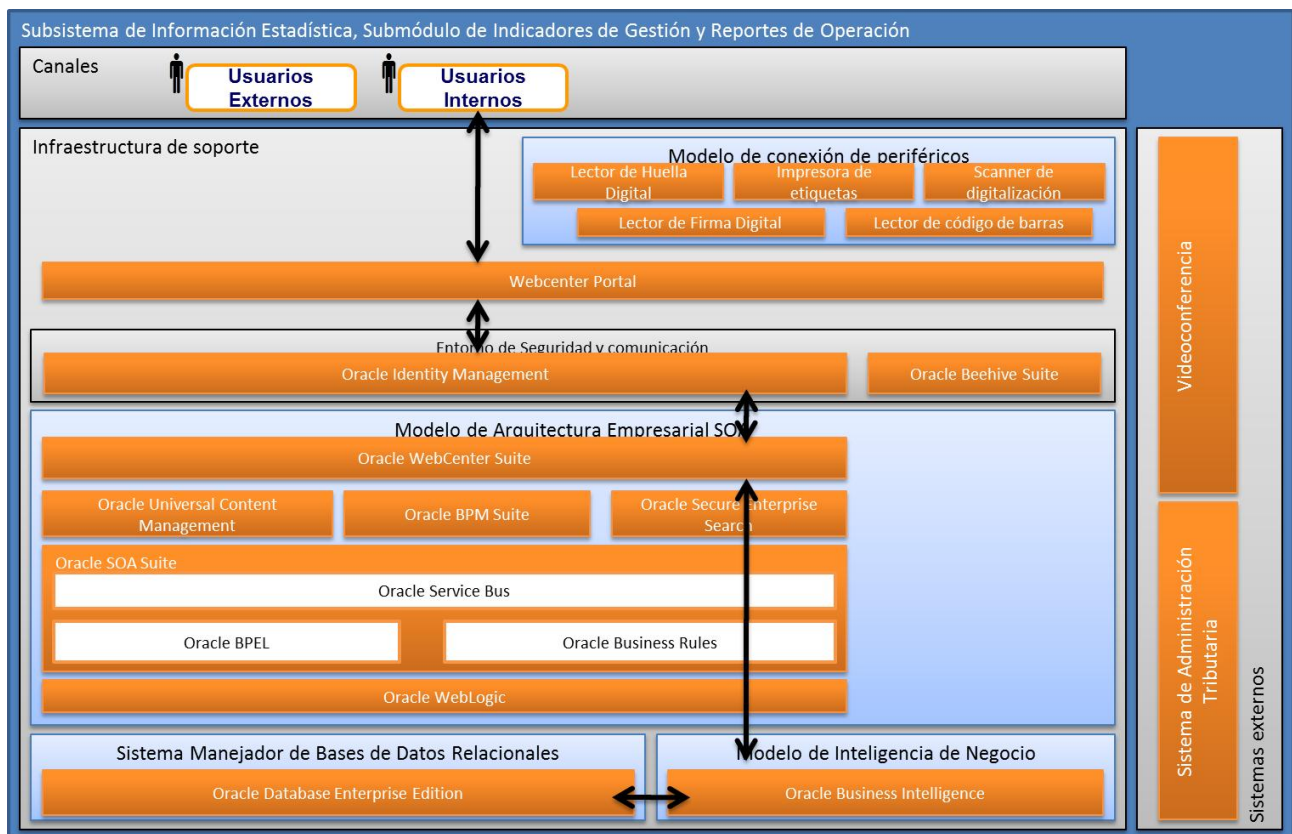 Subsistema de Información Estadística, Submódulo de Indicadores de Gestión y Reportes de Operación
Canales
Usuarios
Externos
Usuarios
Internos
Infraestructura de soporte
Modelo de conexión de periféricos
Lector de Huella
Digital
Impresora de
etiquetas
Scanner de
digitalización
Lector de Firma Digital
Lector de código de barras
Webcenter Portal
Entorno de Seguridad y comunicación
Oracle Identity Management
Oracle Beehive Suite
Modelo de Arquitectura Empresarial SOA
Oracle WebCenter Suite
Oracle Universal Content
Management
Oracle BPM Suite
Oracle Secure Enterprise
Search
Oracle SOA Suite
Oracle Service Bus
Oracle BPEL
Oracle Business Rules
Oracle WebLogic
Sistema Manejador de Bases de Datos Relacionales
Oracle Database Enterprise Edition
Modelo de Inteligencia de Negocio
Oracle Business Intelligence
Videoconferencia
Sistema de Administración
Tributaria
Sistemas externos